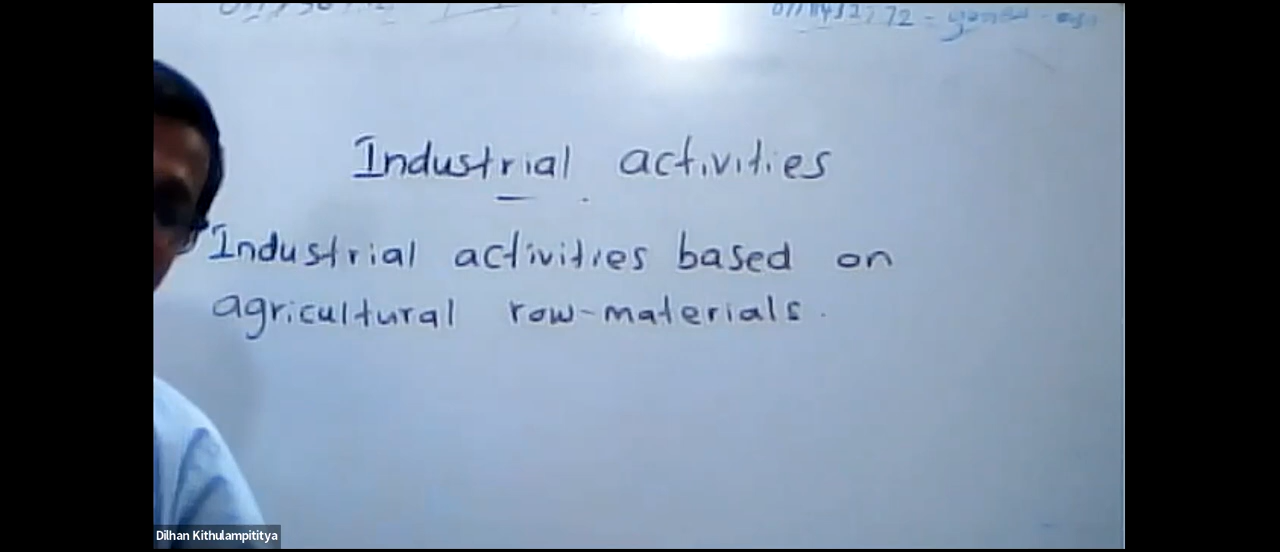 Industrial activities
Industrial activities based on
agricultural row-materials.
Dilhan Kithulampititya